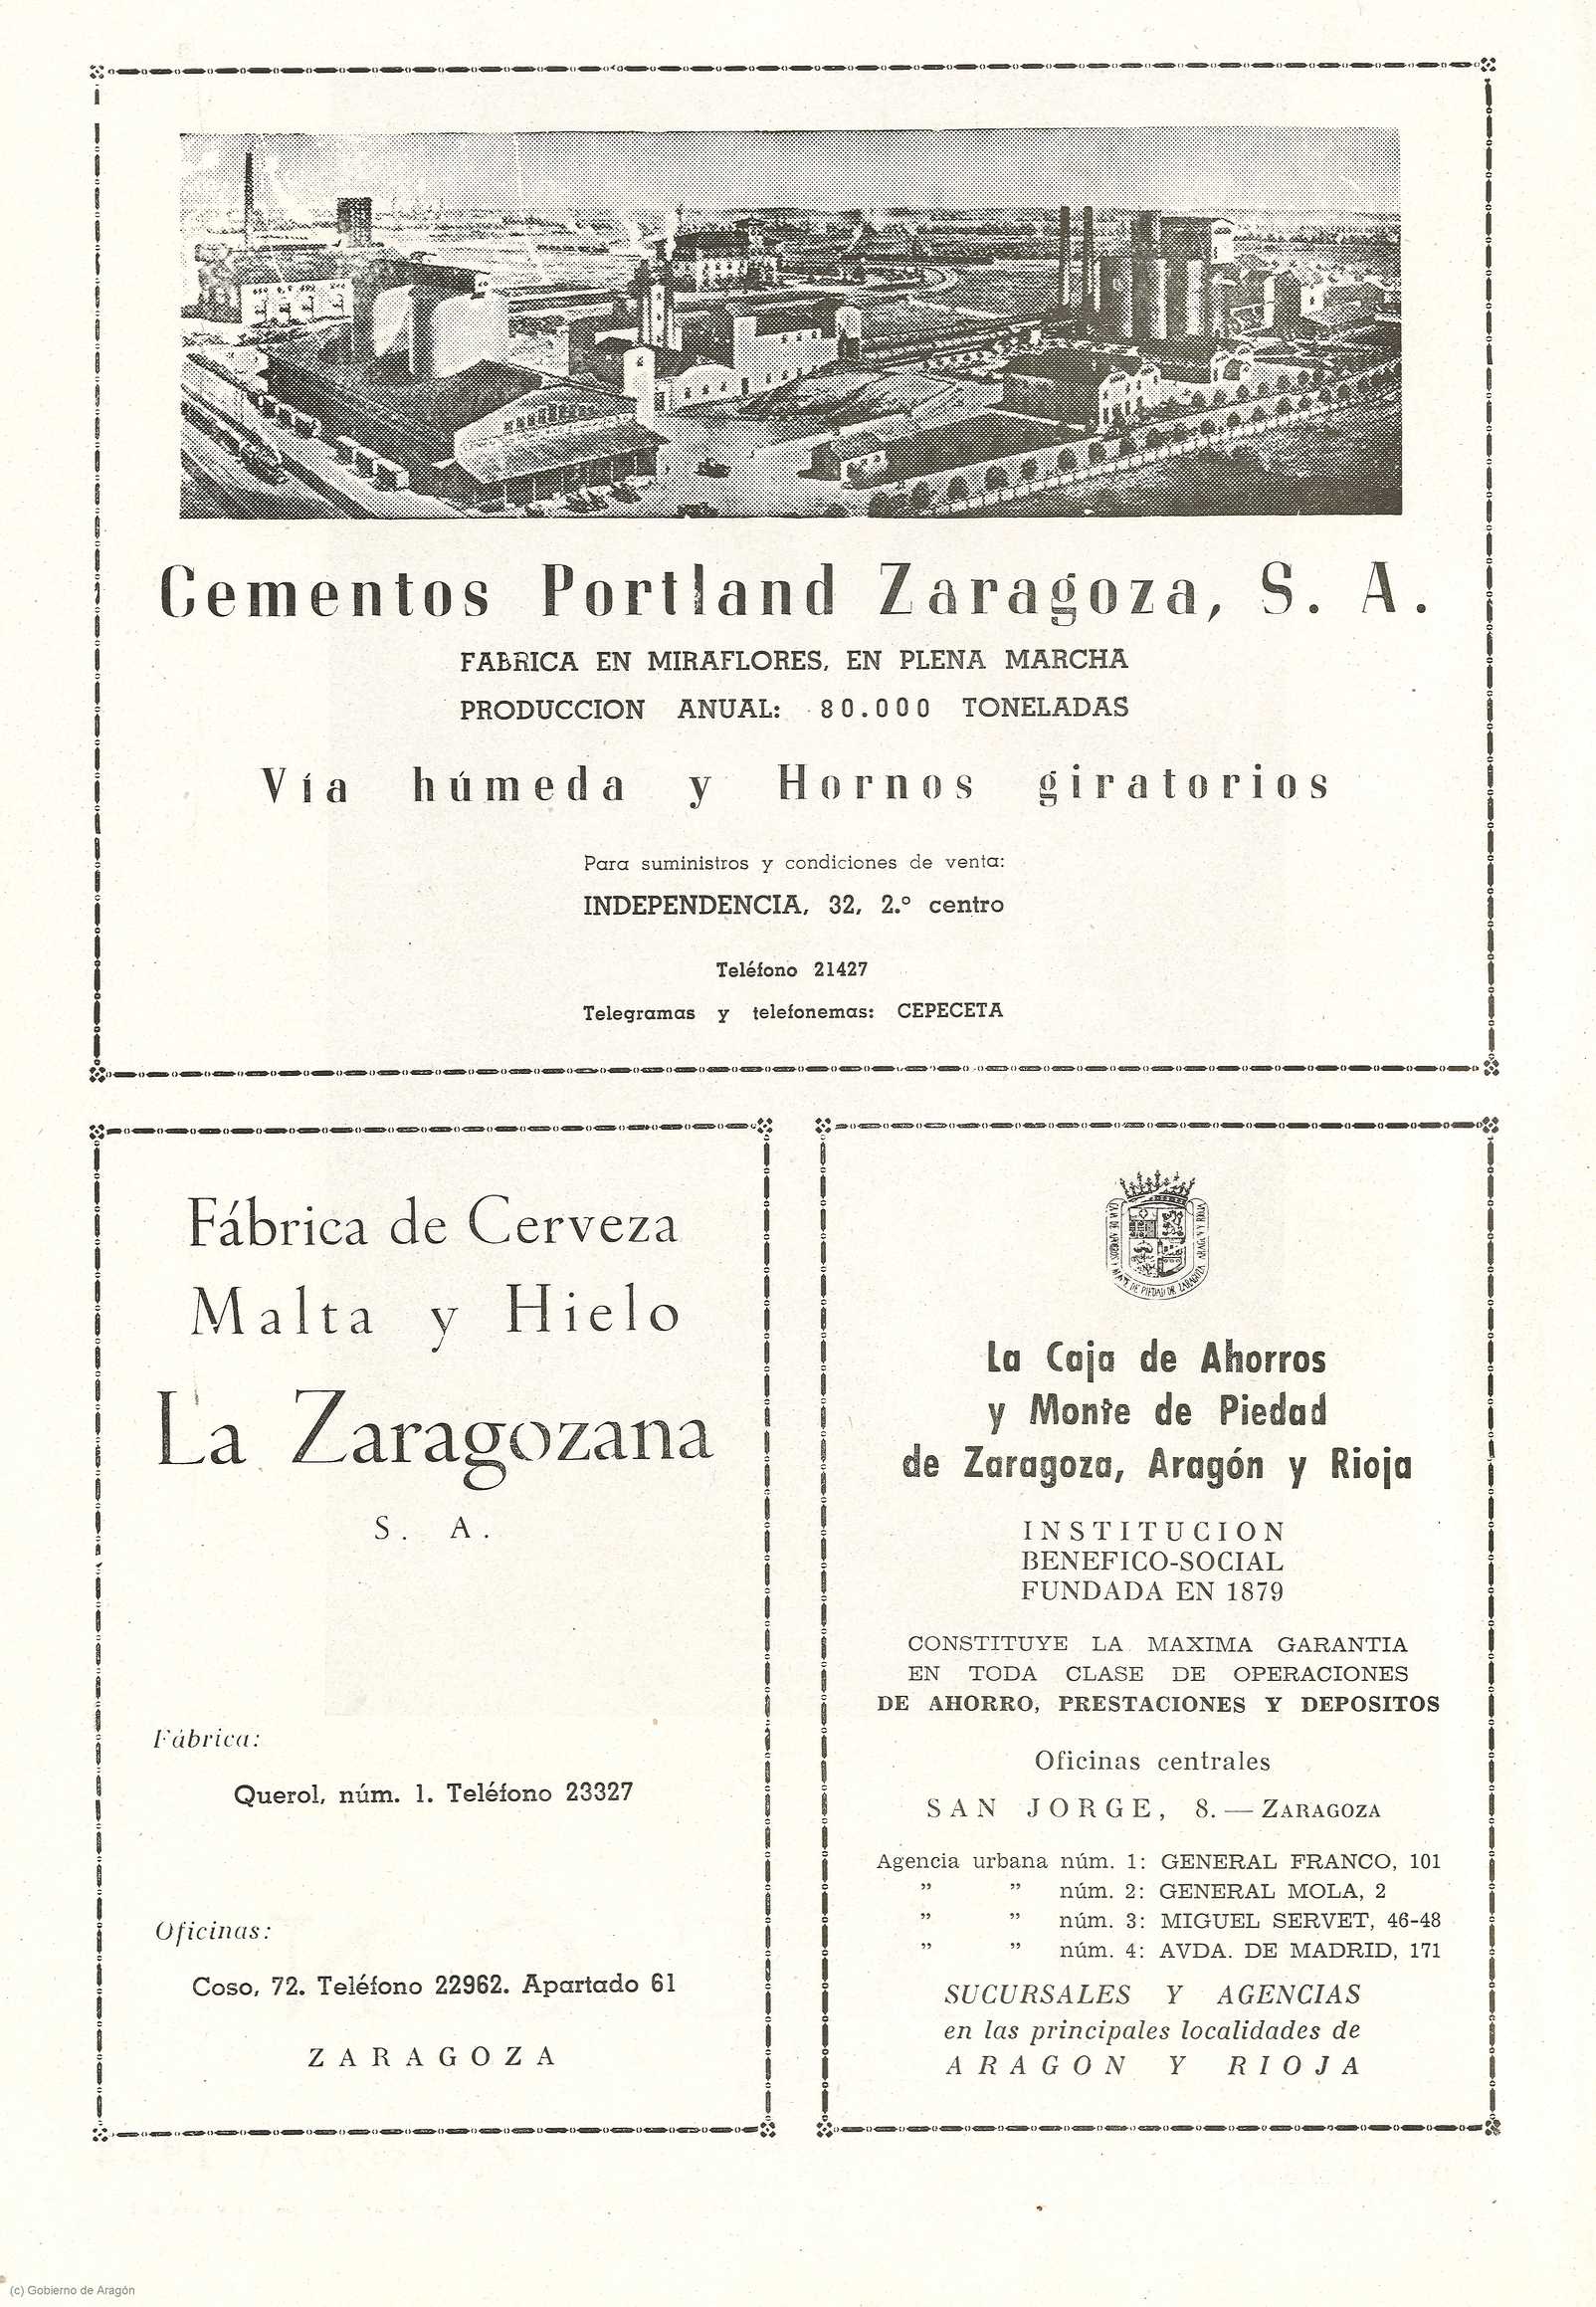 Cementos Portland Zaragoza, S. A.
FABRICA EN MIRAFLORES, EN PLENA MARCHA
PRODUCCION ANUAL: 80.000 TONELADAS
Vía húmeda y Hornos giratorios
Para suministros y condiciones de venta:
INDEPENDENCIA, 32, 2.º centro
Teléfono 21427
Telegramas y telefonemas: CEPECETA
Fábrica de Cerveza
Malta y Hielo
La Zaragozana
S. A.
Fábrica:
Querol, núm. 1. Teléfono 23327
Oficinas:
Coso, 72. Teléfono 22962. Apartado 61
ZARAGOZA
La Caja de Ahorros
y Monte de Piedad
de Zaragoza, Aragón y Rioja
INSTITUCION
BENEFICO-SOCIAL
FUNDADA EN 1879
CONSTITUYE LA MAXIMA GARANTIA
EN TODA CLASE DE OPERACIONES
DE AHORRO, PRESTACIONES Y DEPOSITOS
Oficinas centrales
SAN JORGE, 8. — ZARAGOZA
Agencia urbana núm. 1: GENERAL FRANCO, 101
” ” núm. 2: GENERAL MOLA, 2
” ” núm. 3: MIGUEL SERVET, 46-48
” ” núm. 4: AVDA. DE MADRID, 171
SUCURSALES Y AGENCIAS
en las principales localidades de
ARAGON Y RIOJA
(c) Gobierno de Aragón